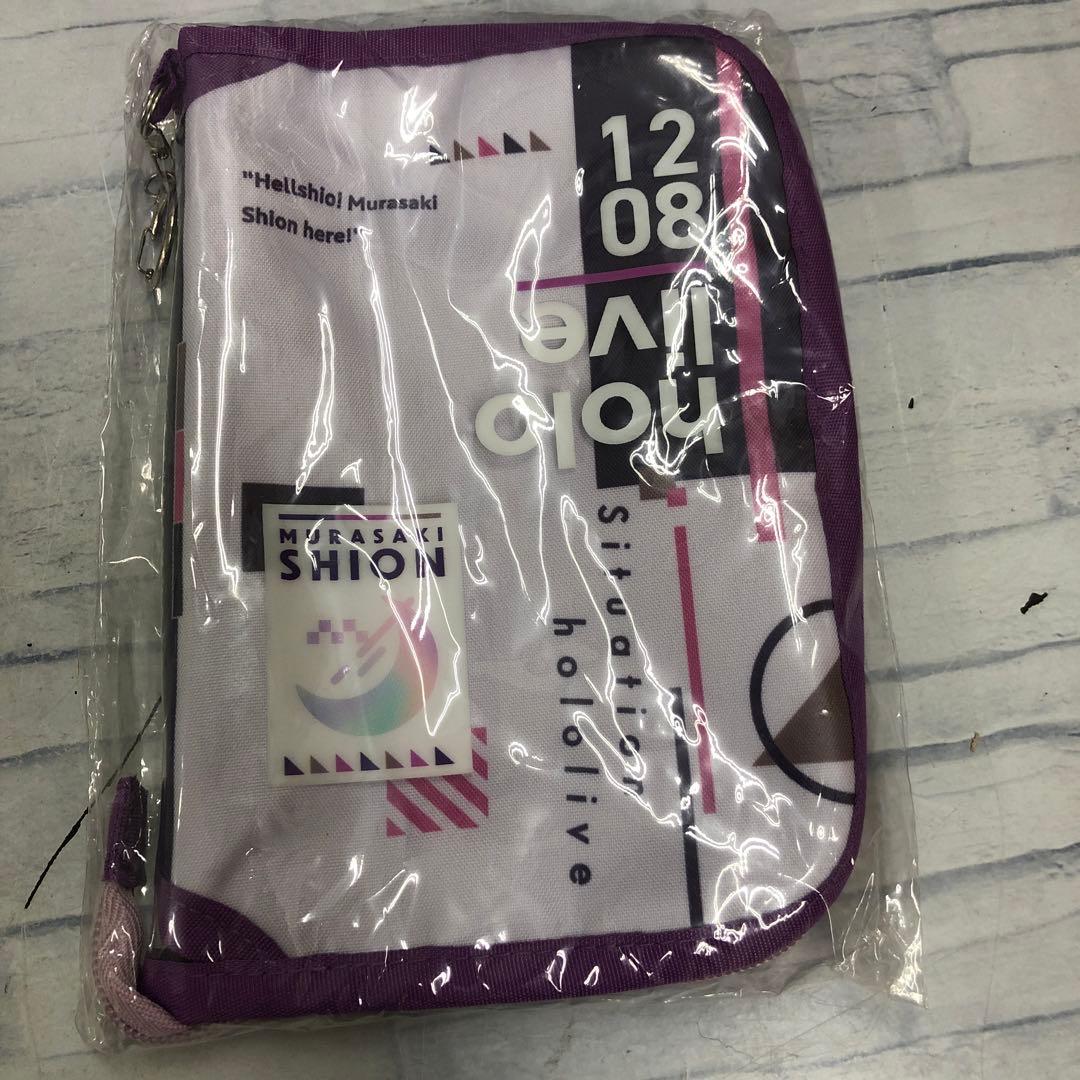 "Hellshio! Murasaki
Shion here!"
12
08
holo
live
MURASAKI
SHION
Situation
hololive